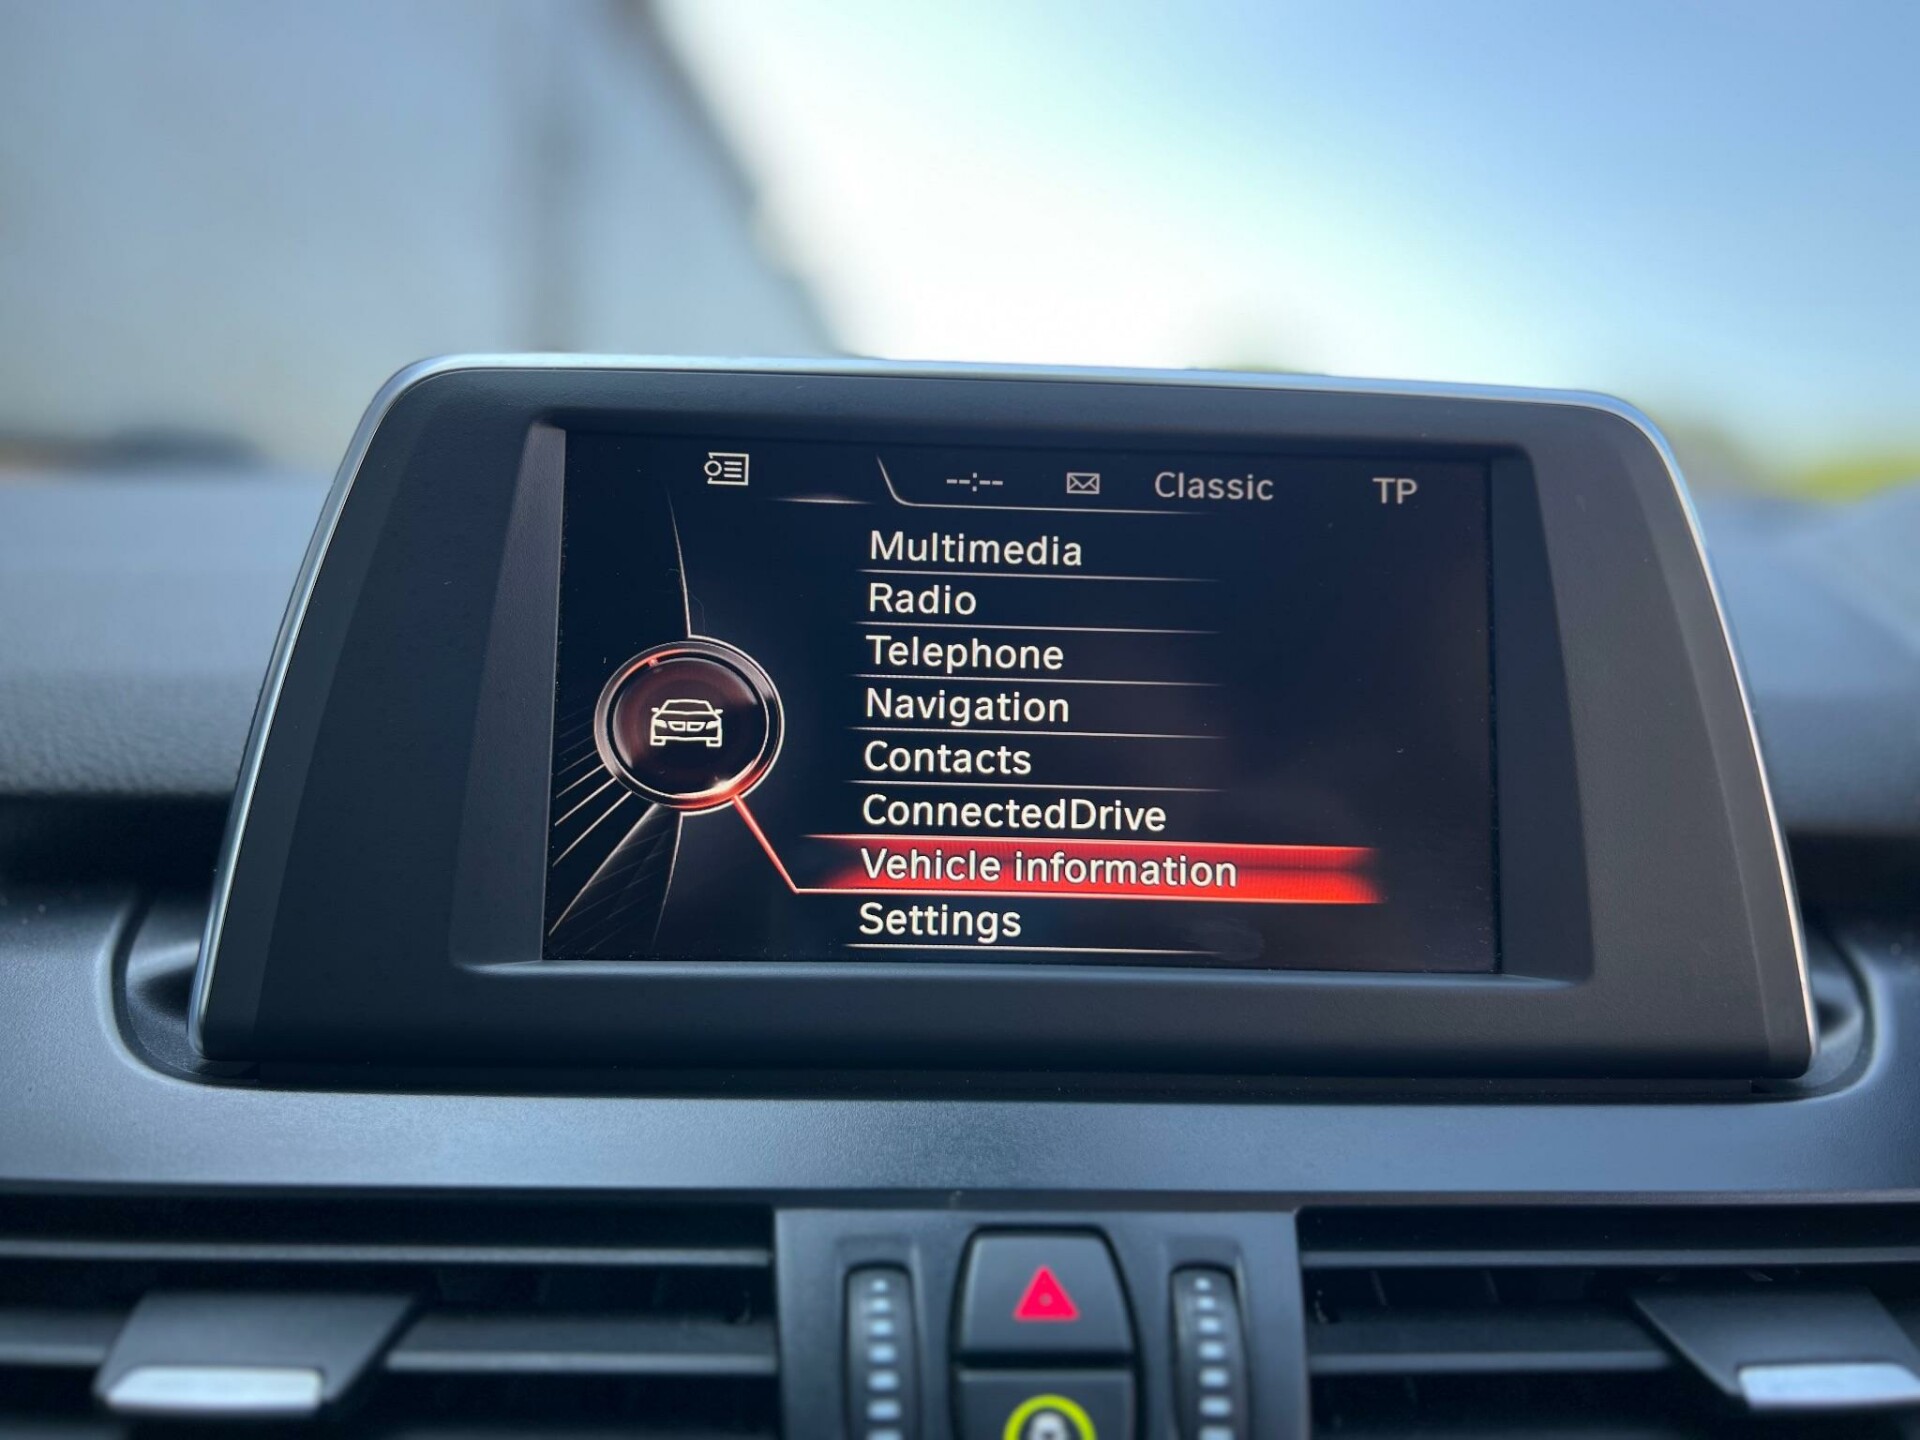 --:-- Classic TP
Multimedia
Radio
Telephone
Navigation
Contacts
ConnectedDrive
Vehicle information
Settings